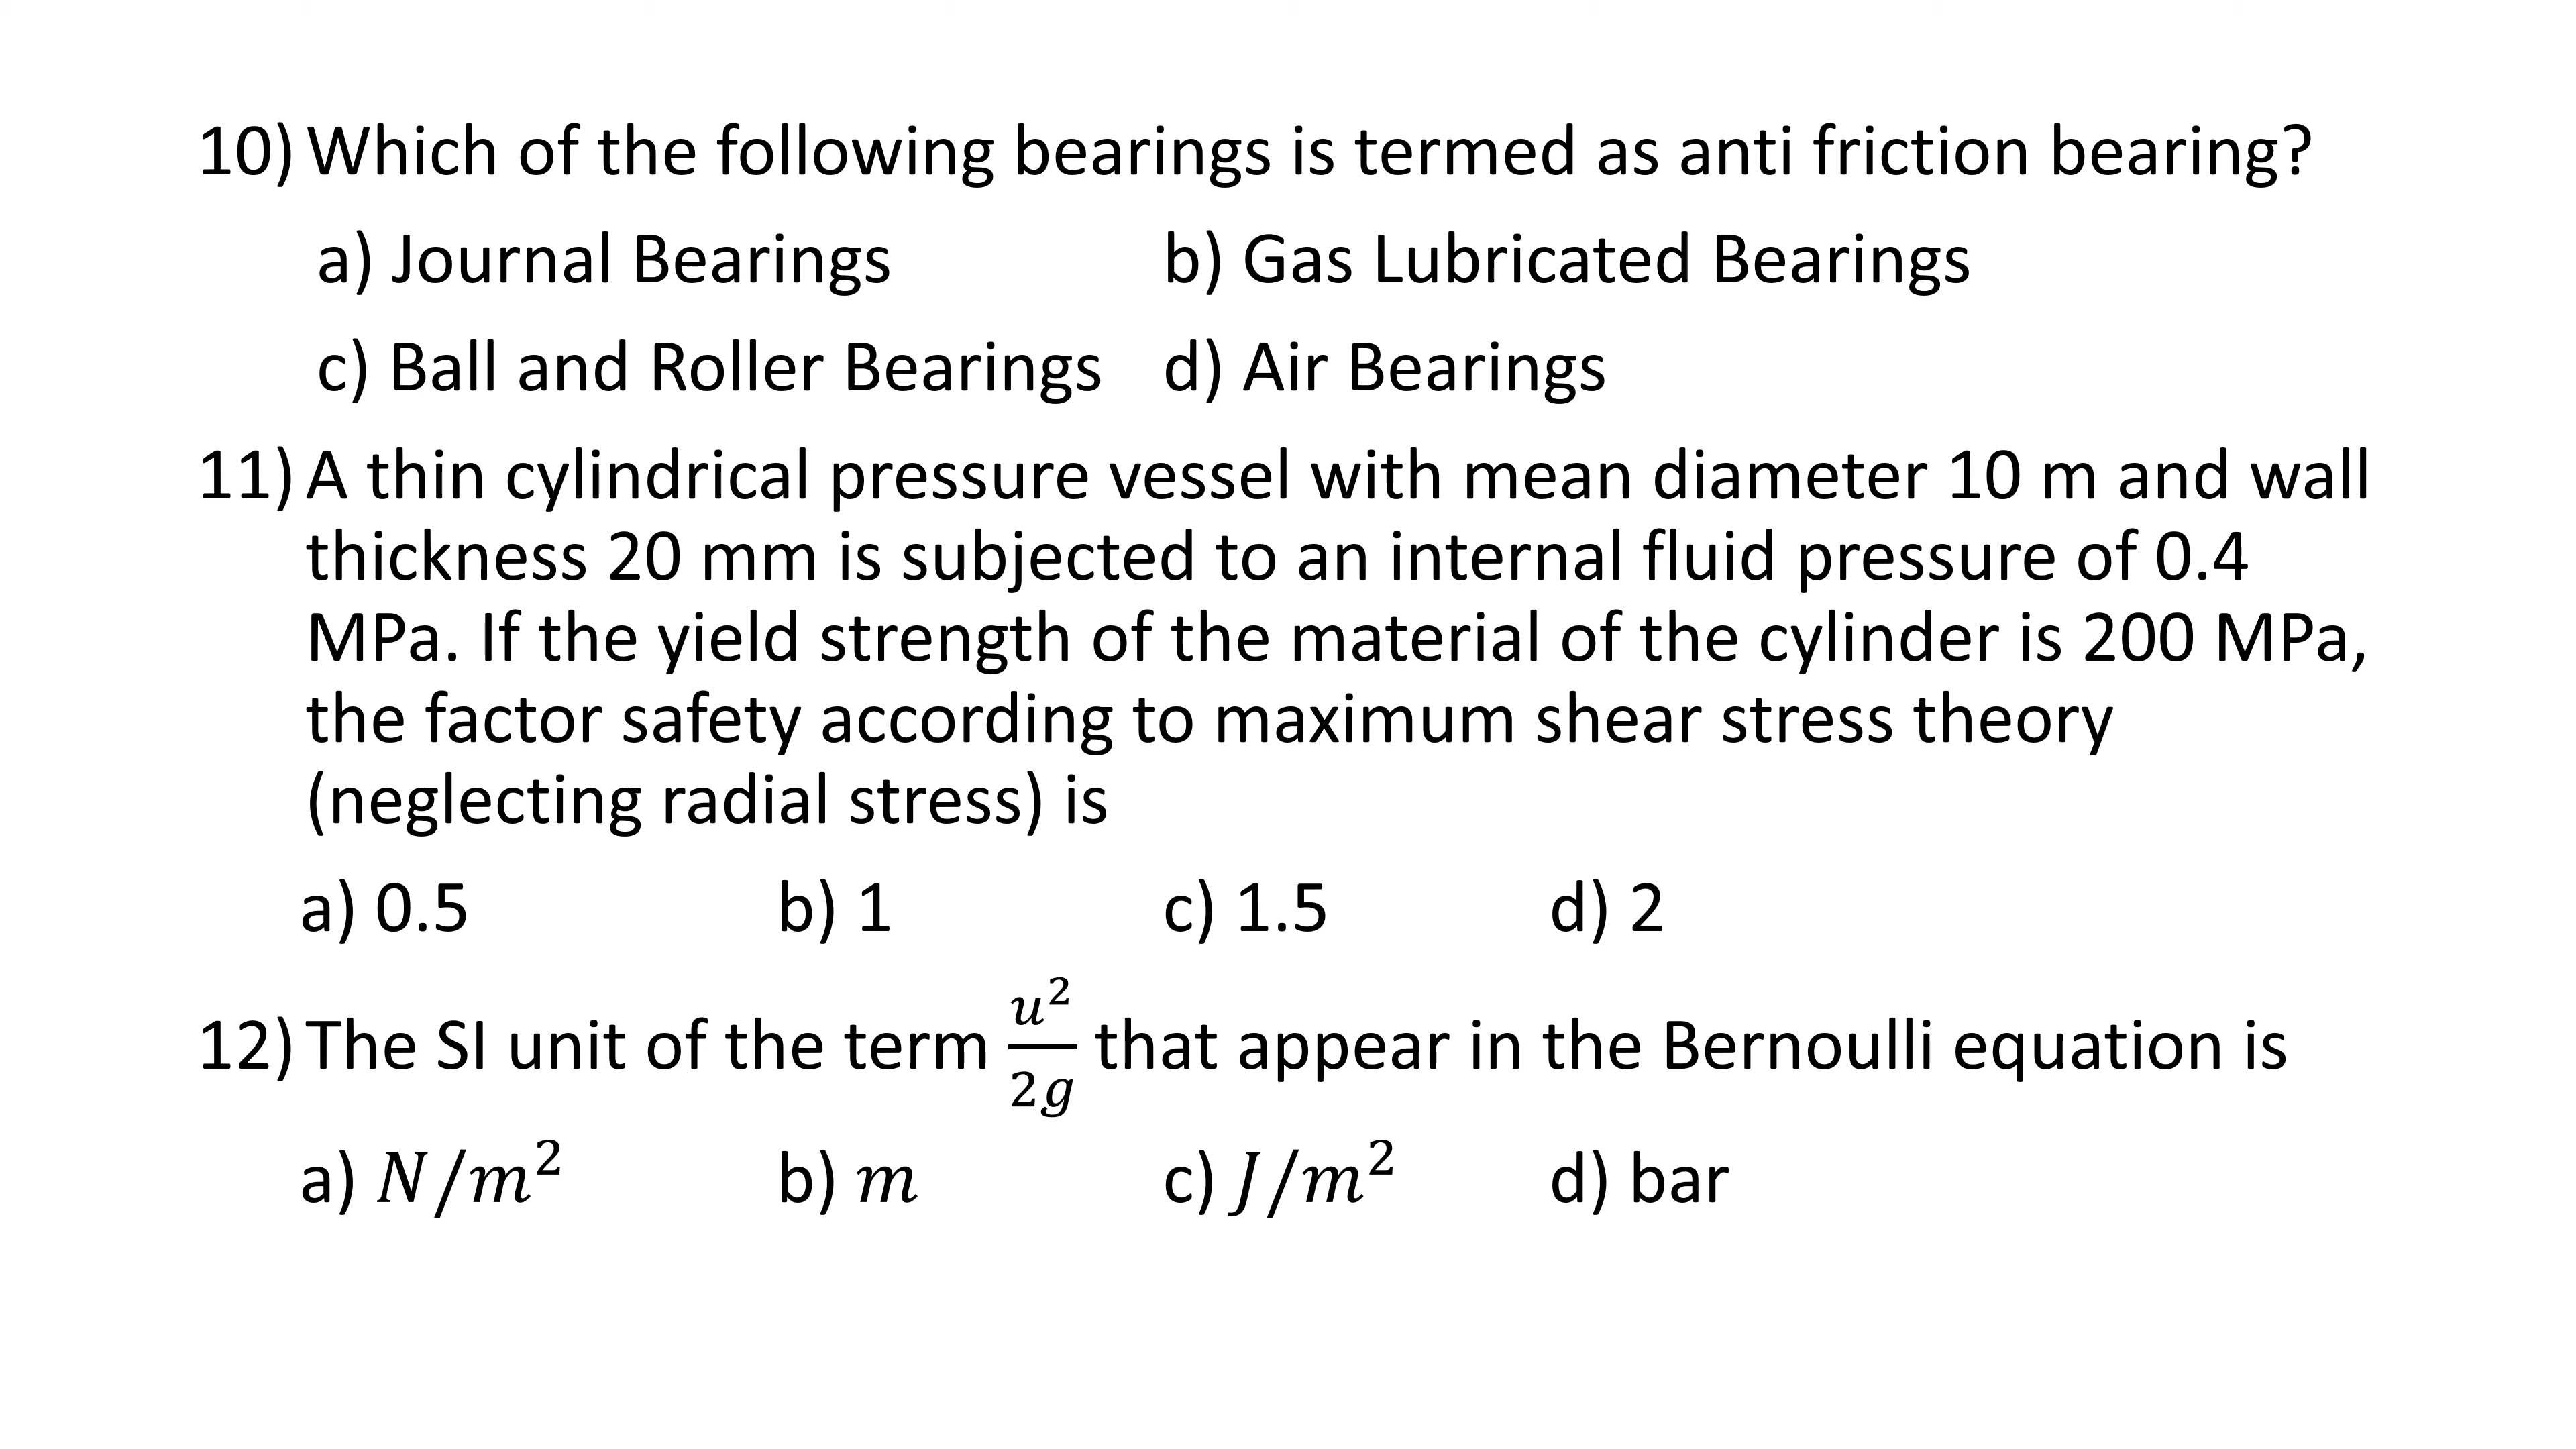 10) Which of the following bearings is termed as anti friction bearing?
a) Journal Bearings b) Gas Lubricated Bearings
c) Ball and Roller Bearings d) Air Bearings
11) A thin cylindrical pressure vessel with mean diameter 10 m and wall
thickness 20 mm is subjected to an internal fluid pressure of 0.4
MPa. If the yield strength of the material of the cylinder is 200 MPa,
the factor safety according to maximum shear stress theory
(neglecting radial stress) is
a) 0.5 b) 1 c) 1.5 d) 2
12) The SI unit of the term u²/2g that appear in the Bernoulli equation is
a) N/m² b) m c) J/m² d) bar